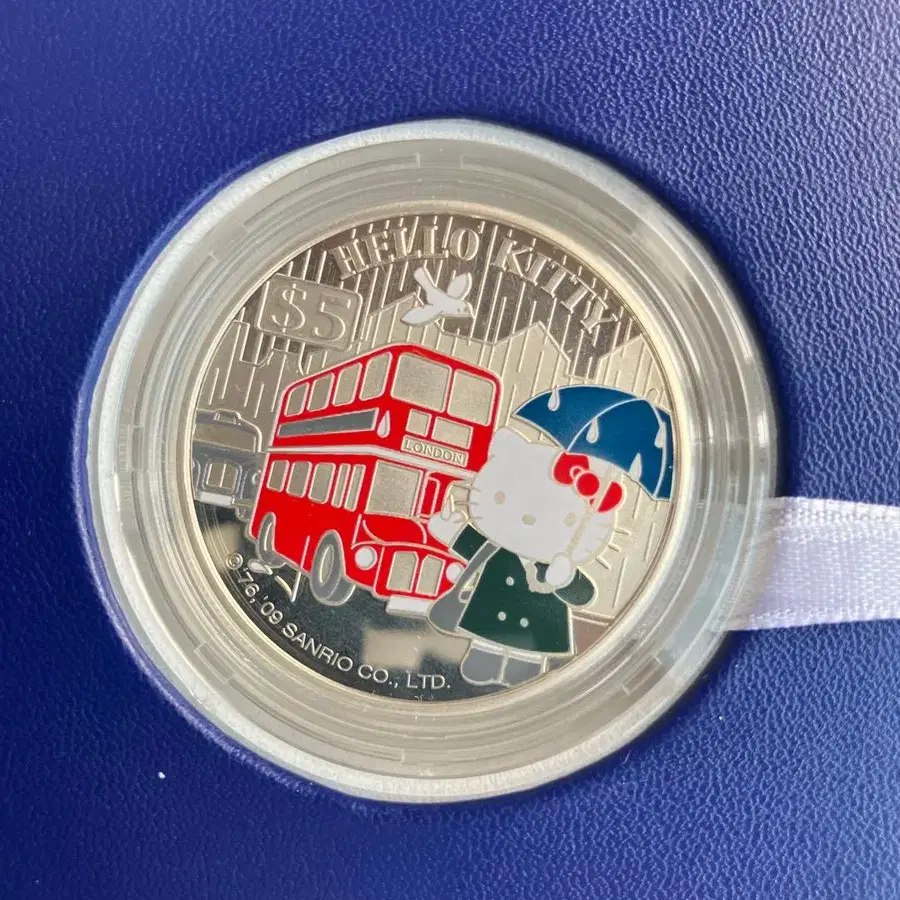 HELLO KITTY
$5
LONDON
©'76,'09 SANRIO CO., LTD.